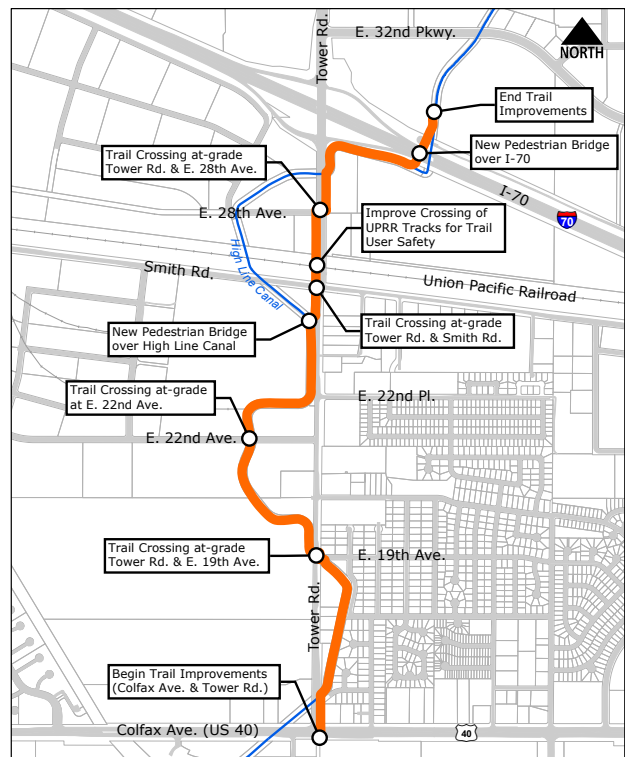 Tower Rd.
E. 32nd Pkwy.
NORTH
End Trail
Improvements
New Pedestrian Bridge
over I-70
Trail Crossing at-grade
Tower Rd. & E. 28th Ave.
I-70
70
E. 28th Ave.
Improve Crossing of
UPRR Tracks for Trail
User Safety
High Line Canal
Smith Rd.
Union Pacific Railroad
New Pedestrian Bridge
over High Line Canal
Trail Crossing at-grade
Tower Rd. & Smith Rd.
Trail Crossing at-grade
at E. 22nd Ave.
E. 22nd Pl.
E. 22nd Ave.
Trail Crossing at-grade
Tower Rd. & E. 19th Ave.
E. 19th Ave.
Tower Rd.
Begin Trail Improvements
(Colfax Ave. & Tower Rd.)
Colfax Ave. (US 40)
40